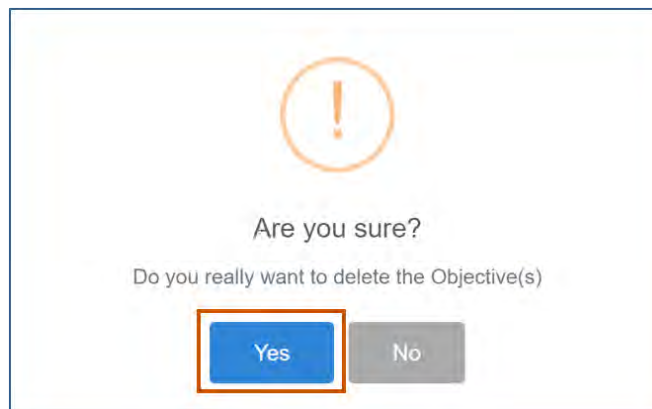 !
Are you sure?
Do you really want to delete the Objective(s)
Yes No